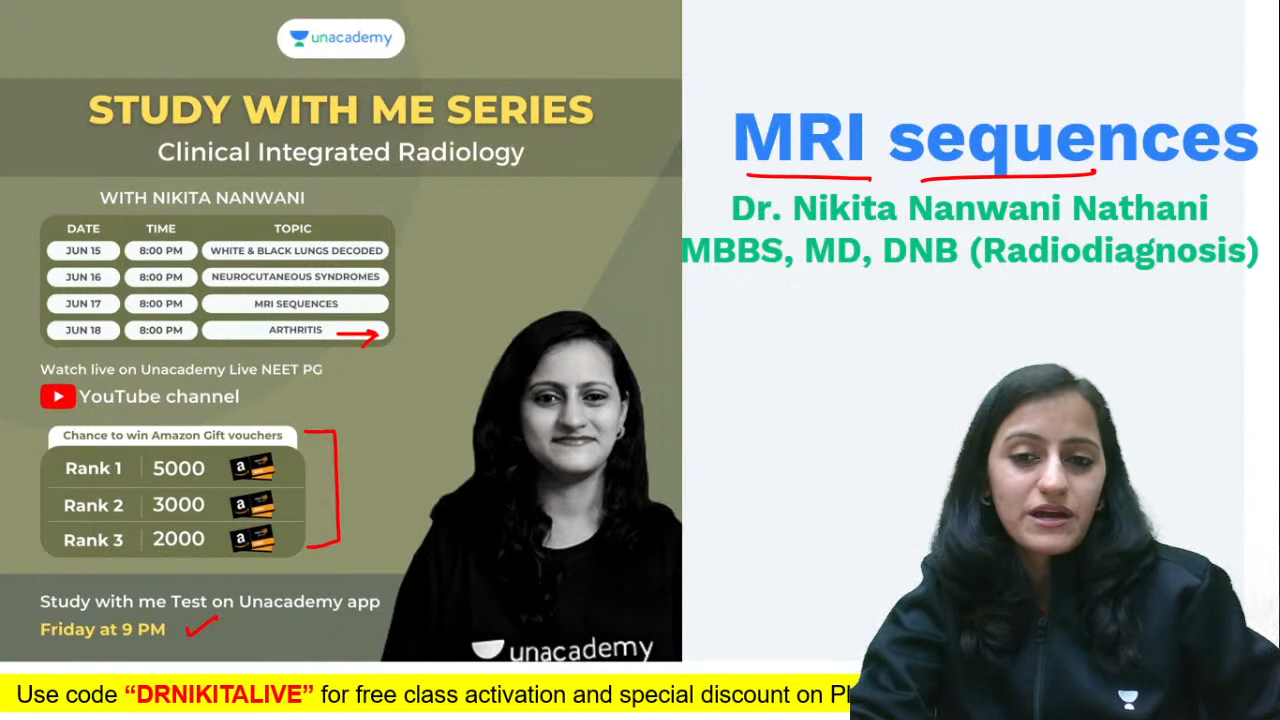 unacademy
STUDY WITH ME SERIES
Clinical Integrated Radiology
WITH NIKITA NANWANI
DATE TIME TOPIC
JUN 15 8:00 PM WHITE & BLACK LUNGS DECODED
JUN 16 8:00 PM NEUROCUTANEOUS SYNDROMES
JUN 17 8:00 PM MRI SEQUENCES
JUN 18 8:00 PM ARTHRITIS
Watch live on Unacademy Live NEET PG
YouTube channel
Chance to win Amazon Gift vouchers
Rank 1 5000
Rank 2 3000
Rank 3 2000
Study with me Test on Unacademy app
Friday at 9 PM
unacademy
MRI sequences
Dr. Nikita Nanwani Nathani
MBBS, MD, DNB (Radiodiagnosis)
Use code “DRNIKITALIVE” for free class activation and special discount on